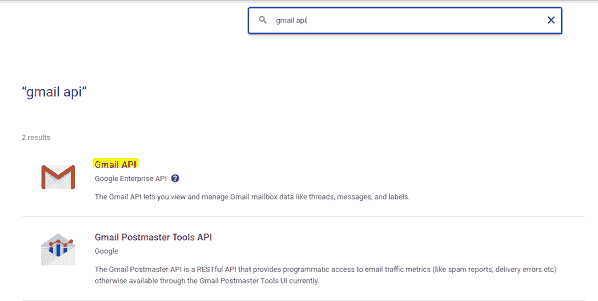 gmail api
"gmail api"
2 results
Gmail API
Google Enterprise API
The Gmail API lets you view and manage Gmail mailbox data like threads, messages, and labels.
Gmail Postmaster Tools API
Google
The Gmail Postmaster API is a RESTful API that provides programmatic access to email traffic metrics (like spam reports, delivery errors etc)
otherwise available through the Gmail Postmaster Tools UI currently.